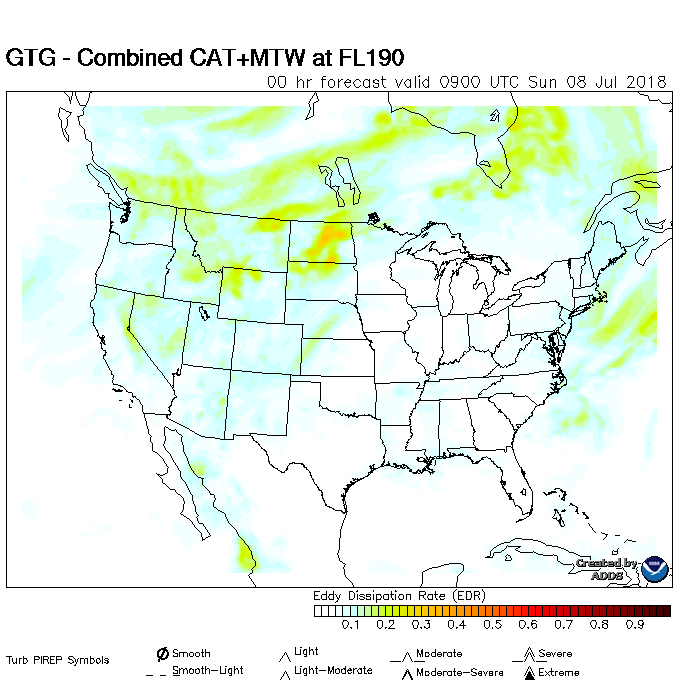 GTG - Combined CAT+MTW at FL190
00 hr forecast valid 0900 UTC Sun 08 Jul 2018
Created by
ADDS
Eddy Dissipation Rate (EDR)
0.1 0.2 0.3 0.4 0.5 0.6 0.7 0.8 0.9
Turb PIREP Symbols
Smooth Light Moderate Severe
Smooth-Light Light-Moderate Moderate-Severe Extreme